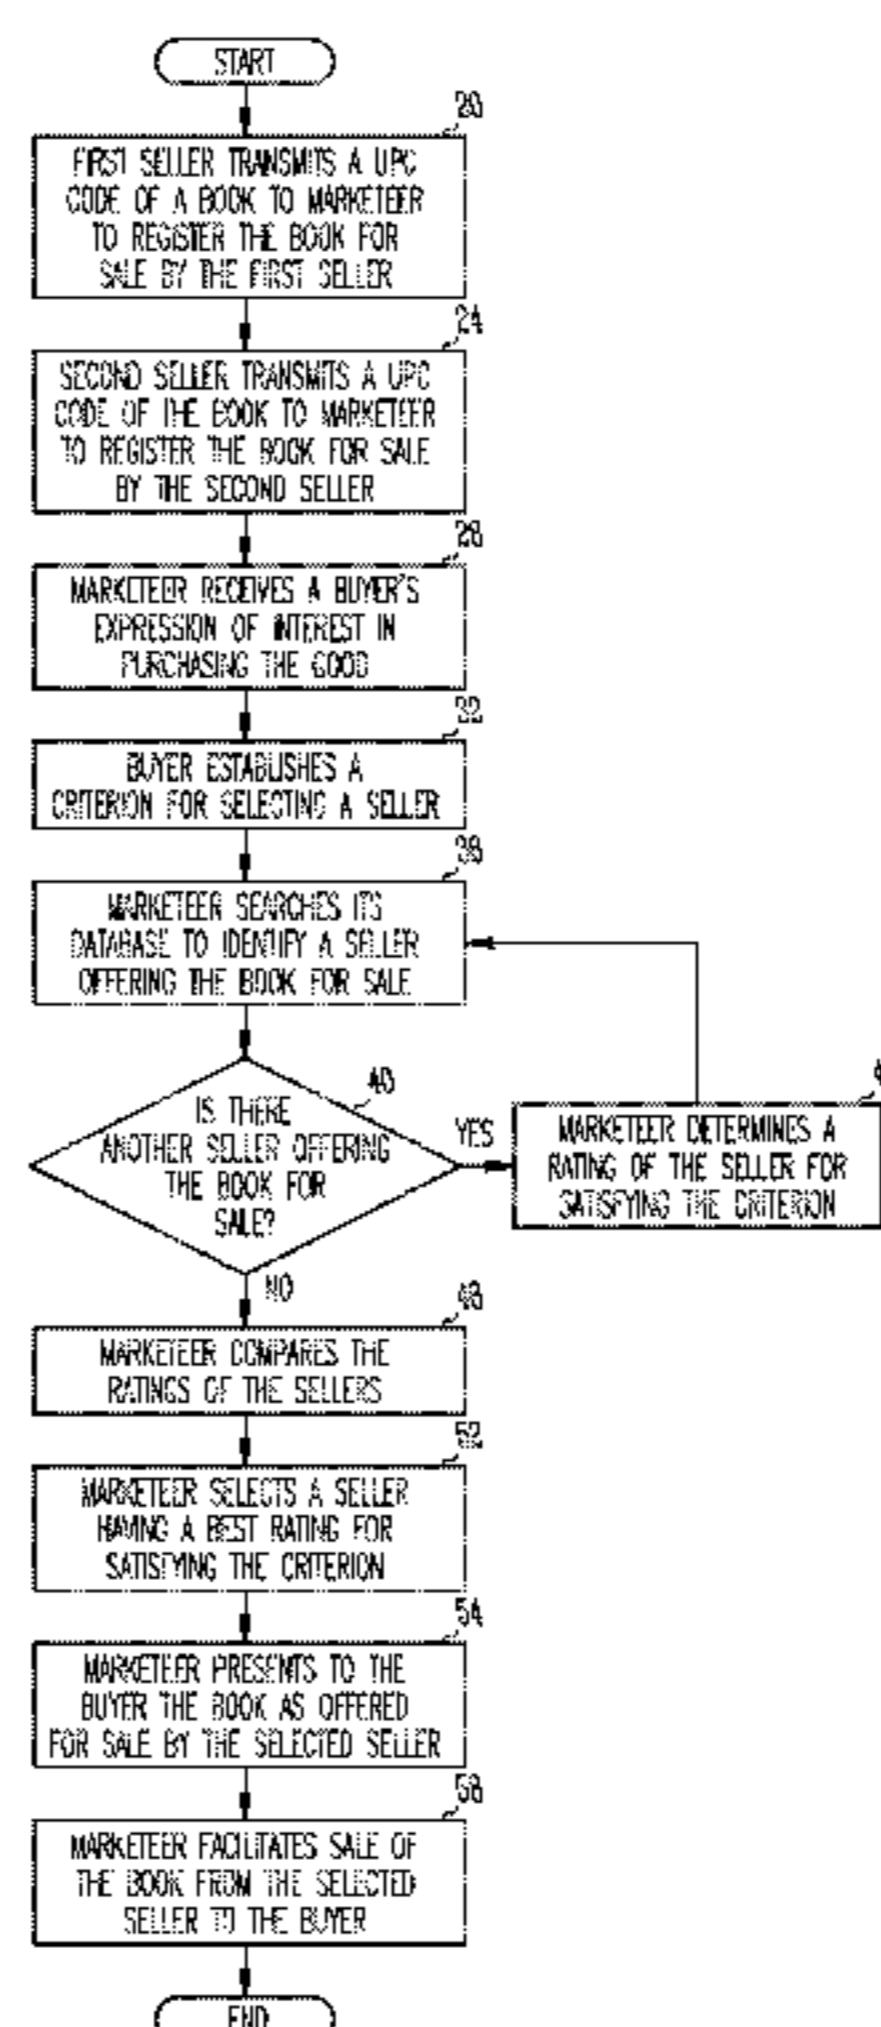 START
20
FIRST SELLER TRANSMITS A UPC
CODE OF A BOOK TO MARKETEER
TO REGISTER THE BOOK FOR
SALE BY THE FIRST SELLER
24
SECOND SELLER TRANSMITS A UPC
CODE OF THE BOOK TO MARKETEER
TO REGISTER THE BOOK FOR SALE
BY THE SECOND SELLER
28
MARKETEER RECEIVES A BUYER'S
EXPRESSION OF INTEREST IN
PURCHASING THE GOOD
32
BUYER ESTABLISHES A
CRITERION FOR SELECTING A SELLER
MARKETEER SEARCHES ITS
DATABASE TO IDENTIFY A SELLER
OFFERING THE BOOK FOR SALE
40
IS THERE
ANOTHER SELLER OFFERING
THE BOOK FOR
SALE?
YES
MARKETEER DETERMINES A
RATING OF THE SELLER FOR
SATISFYING THE CRITERION
NO
48
MARKETEER COMPARES THE
RATINGS OF THE SELLERS
52
MARKETEER SELECTS A SELLER
HAVING A BEST RATING FOR
SATISFYING THE CRITERION
54
MARKETEER PRESENTS TO THE
BUYER THE BOOK AS OFFERED
FOR SALE BY THE SELECTED SELLER
MARKETEER FACILITATES SALE OF
THE BOOK FROM THE SELECTED
SELLER TO THE BUYER
END